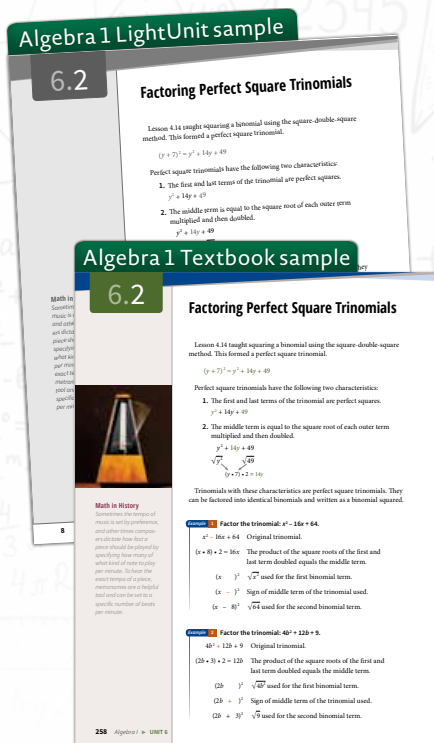 Algebra 1 LightUnit sample
6.2
Factoring Perfect Square Trinomials
Lesson 4.14 taught squaring a binomial using the square-double-square
method. This formed a perfect square trinomial.
(y + 7)² = y² + 14y + 49
Perfect square trinomials have the following two characteristics:
1. The first and last terms of the trinomial are perfect squares.
y² + 14y + 49
2. The middle term is equal to the square root of each outer term
multiplied and then doubled.
y² + 14y + 49
Math in
8
Algebra 1 Textbook sample
6.2
Factoring Perfect Square Trinomials
Lesson 4.14 taught squaring a binomial using the square-double-square
method. This formed a perfect square trinomial.
(y + 7)² = y² + 14y + 49
Perfect square trinomials have the following two characteristics:
1. The first and last terms of the trinomial are perfect squares.
y² + 14y + 49
2. The middle term is equal to the square root of each outer term
multiplied and then doubled.
y² + 14y + 49
√y² √49
(y • 7) • 2 = 14y
Trinomials with these characteristics are perfect square trinomials. They
can be factored into identical binomials and written as a binomial squared.
Math in History
Sometimes the tempo of
music is set by preference,
and other times compos-
ers dictate how fast a
piece should be played by
specifying how many of
what kind of note to play
per minute. To hear the
exact tempo of a piece,
metronomes are a helpful
tool and can be set to a
specific number of beats
per minute.
Example 1 Factor the trinomial: x² – 16x + 64.
x² – 16x + 64 Original trinomial.
(x • 8) • 2 = 16x The product of the square roots of the first and
last term doubled equals the middle term.
(x )² √x² used for the first binomial term.
(x – )² Sign of middle term of the trinomial used.
(x – 8)² √64 used for the second binomial term.
Example 2 Factor the trinomial: 4b² + 12b + 9.
4b² + 12b + 9 Original trinomial.
(2b • 3) • 2 = 12b The product of the square roots of the first and
last term doubled equals the middle term.
(2b )² √4b² used for the first binomial term.
(2b + )² Sign of middle term of the trinomial used.
(2b + 3)² √9 used for the second binomial term.
258 Algebra I ▶ UNIT 6